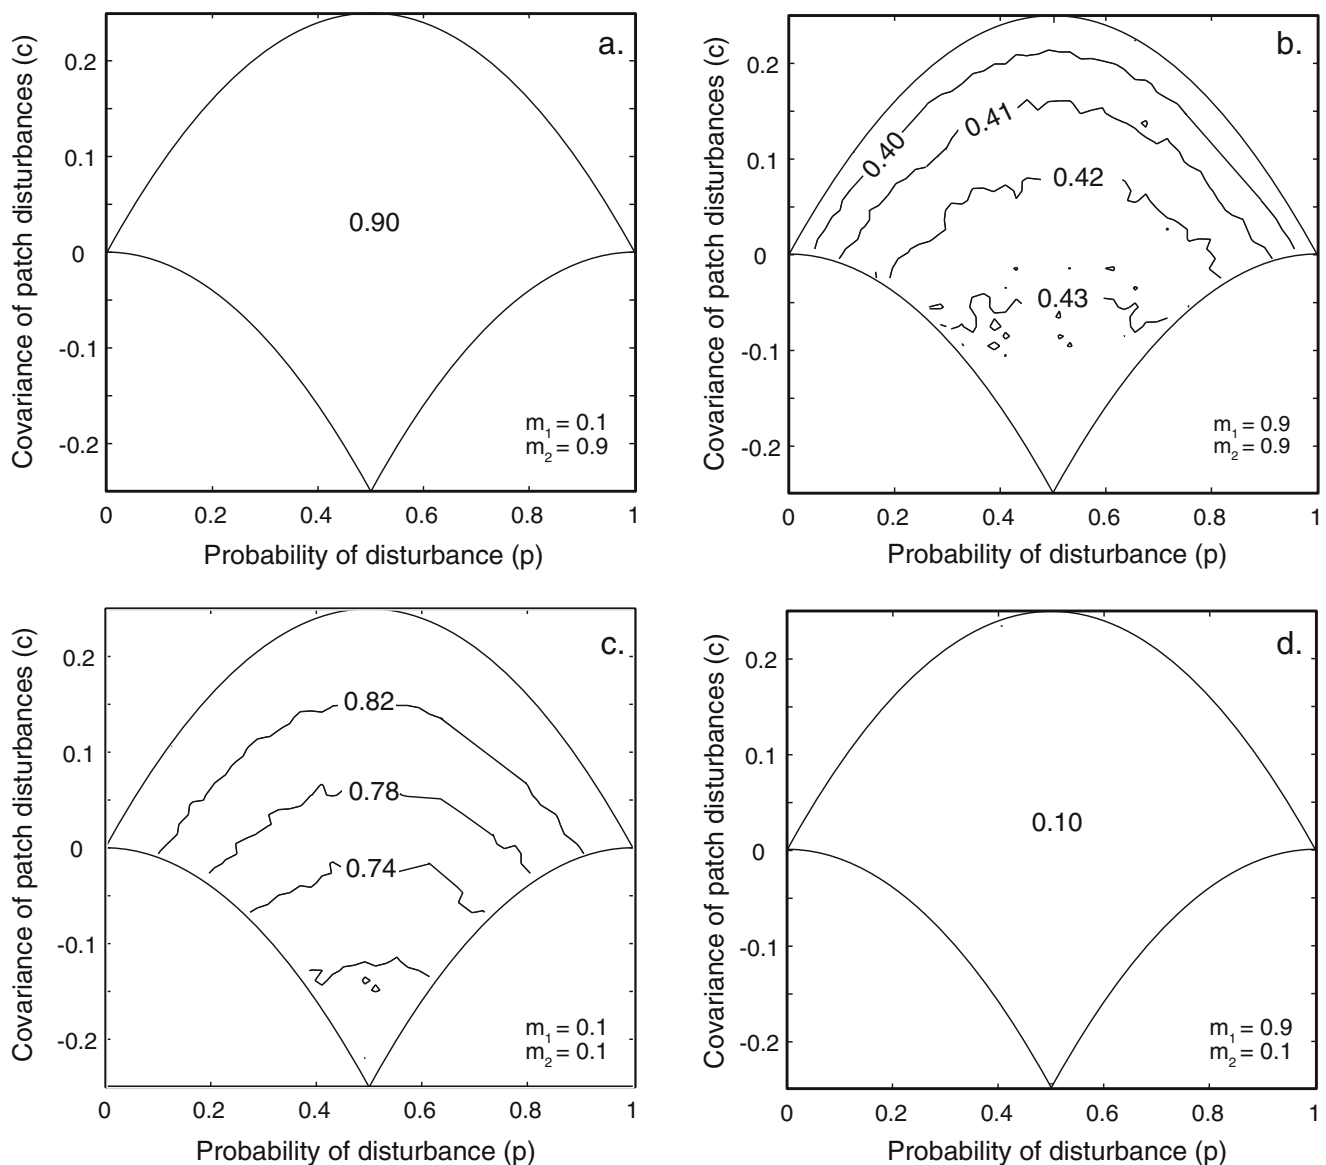 a.
Covariance of patch disturbances (c)
0.2
0.1
0
-0.1
-0.2
0.90
m1 = 0.1
m2 = 0.9
0 0.2 0.4 0.6 0.8 1
Probability of disturbance (p)
b.
Covariance of patch disturbances (c)
0.2
0.1
0
-0.1
-0.2
0.40
0.41
0.42
0.43
m1 = 0.9
m2 = 0.9
0 0.2 0.4 0.6 0.8 1
Probability of disturbance (p)
c.
Covariance of patch disturbances (c)
0.2
0.1
0
-0.1
-0.2
0.82
0.78
0.74
m1 = 0.1
m2 = 0.1
0 0.2 0.4 0.6 0.8 1
Probability of disturbance (p)
d.
Covariance of patch disturbances (c)
0.2
0.1
0
-0.1
-0.2
0.10
m1 = 0.9
m2 = 0.1
0 0.2 0.4 0.6 0.8 1
Probability of disturbance (p)